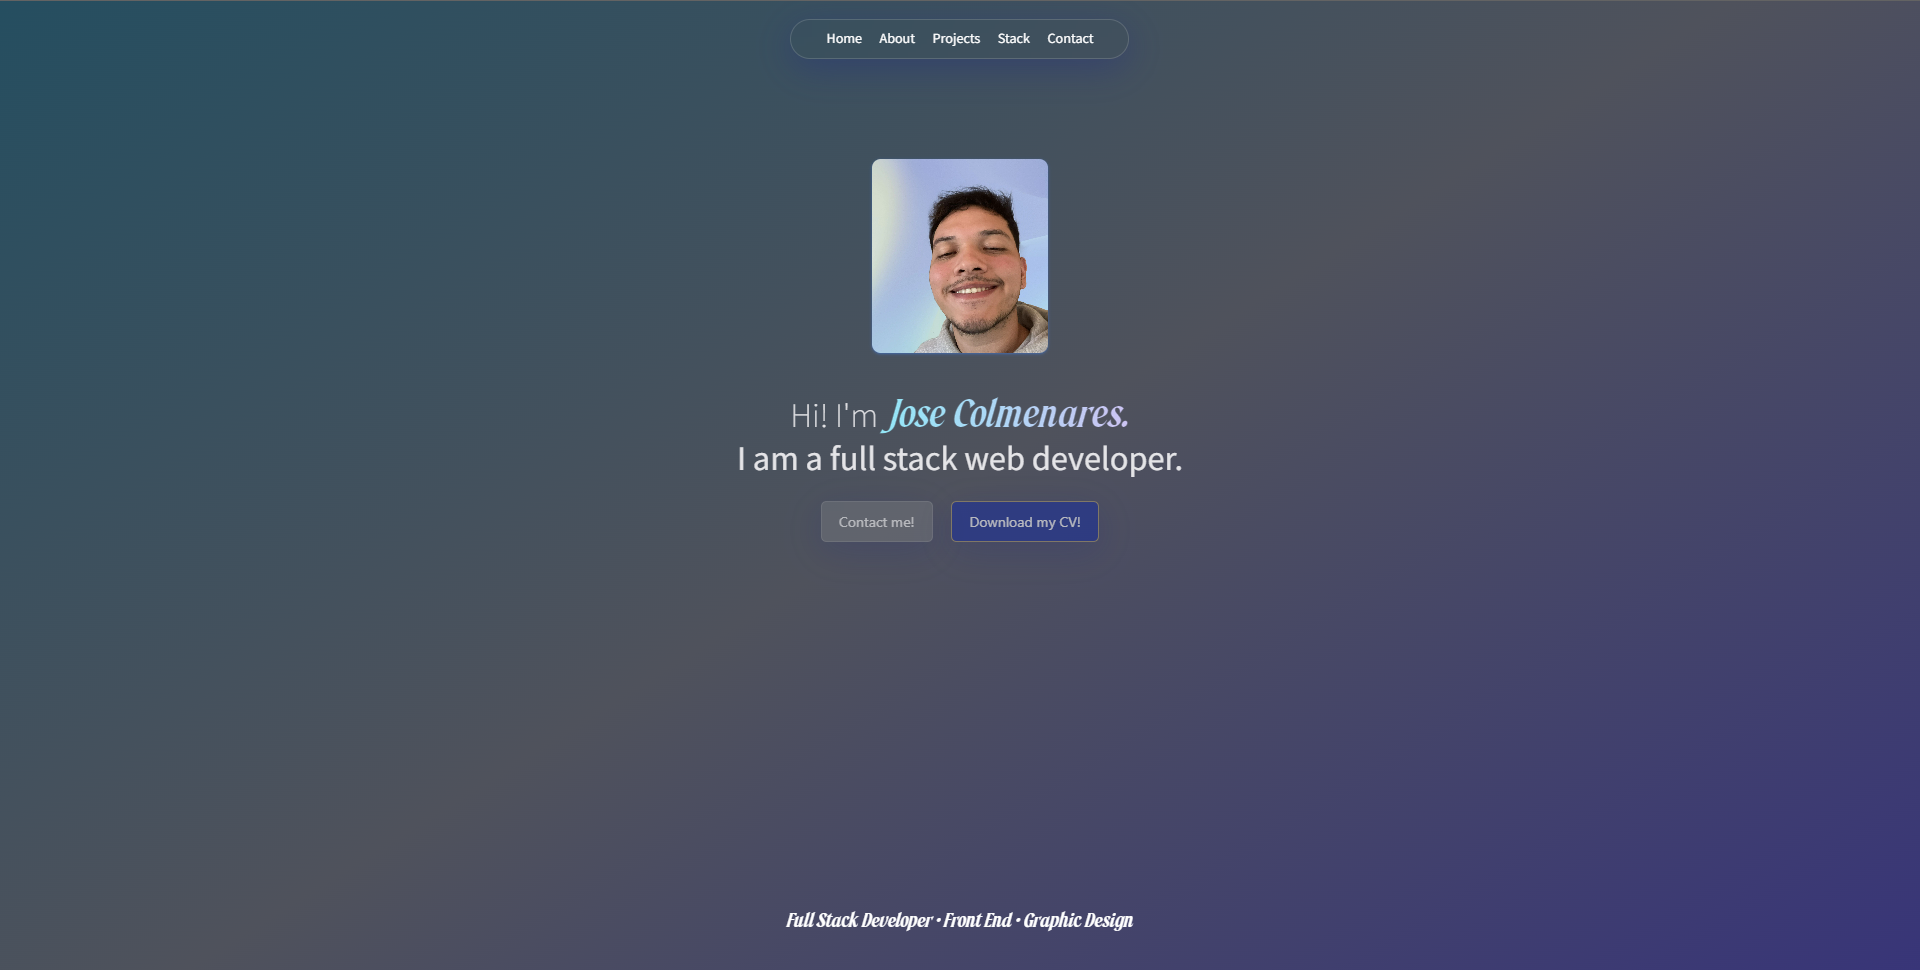 Home About Projects Stack Contact
Hi! I'm Jose Colmenares.
I am a full stack web developer.
Contact me! Download my CV!
Full Stack Developer • Front End • Graphic Design